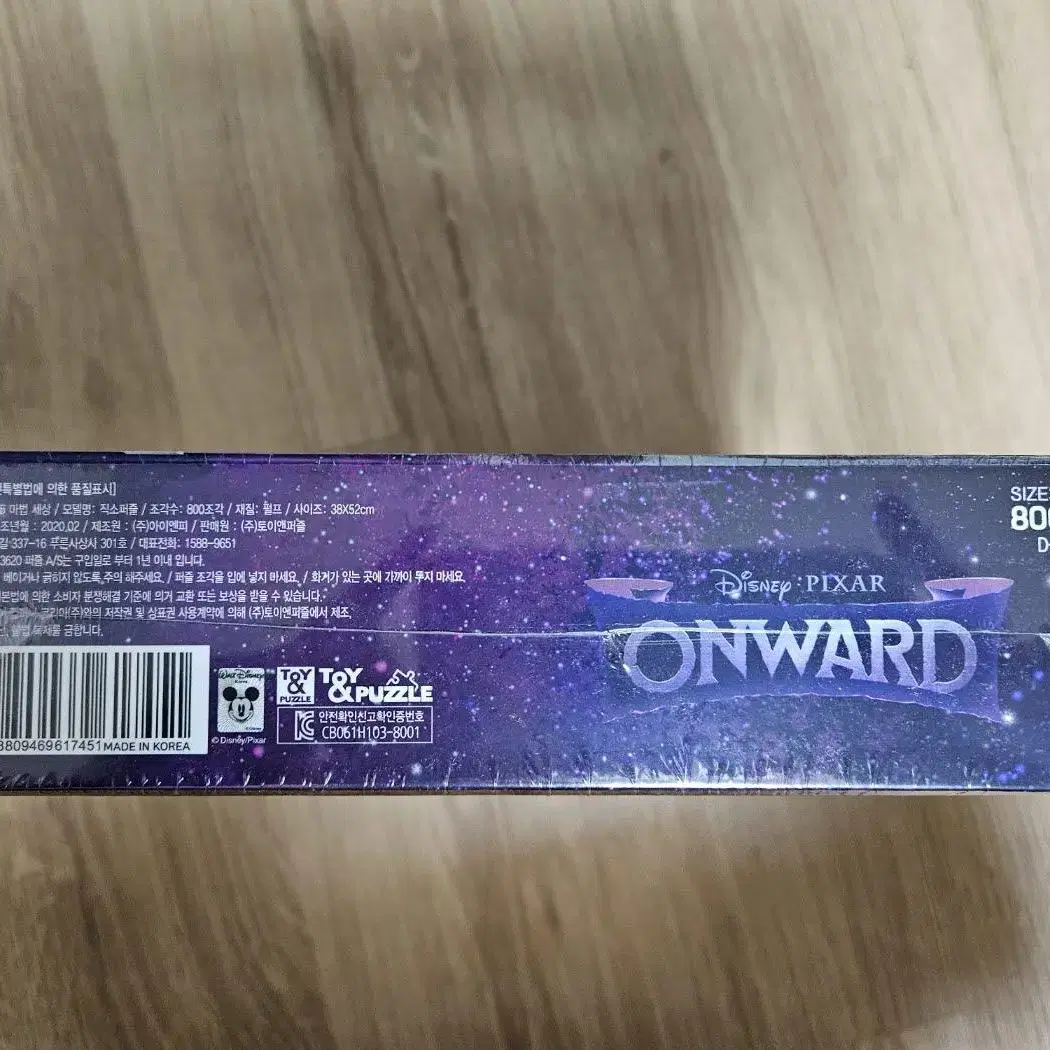 특별법에 의한 품질표시]
마법 세상 / 모델명 : 직소퍼즐 / 조각수: 800조각 / 재질: 펄프 / 사이즈: 38X52cm
조년월 : 2020.02 / 제조원 : (주)아이엔피 / 판매원 : (주)토이앤퍼즐
길 337-16 푸른사상사 301호 / 대표전화: 1588-9651
3620 퍼즐 A/S는 구입일로 부터 1년 이내 입니다.
베이거나 긁히지 않도록,주의 해주세요. / 퍼즐 조각을 입에 넣지 마세요. / 화거가 있는 곳에 가까이 뚜지 마세요.
본법에 의한 소비자 분쟁해결 기준에 의거 교환 또는 보상을 받을 수 있습니다.
코리아(주)와의 저작권 및 상표권 사용계약에 의해 (주)토이앤퍼즐에서 제조.
불법 복제를 금합니다.
8809469617451 MADE IN KOREA
Walt Disney
Korea
© Disney
© Disney/Pixar
TOY & PUZZLE
TOY & PUZZLE
안전확인신고확인증번호
CB061H103-8001
Disney · PIXAR
ONWARD
SIZE:
800
D-